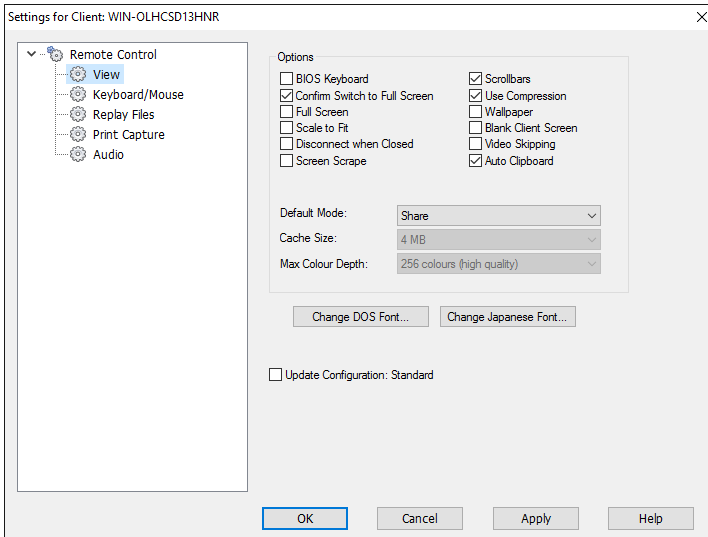 Settings for Client: WIN-OLHCSD13HNR
Remote Control
View
Keyboard/Mouse
Replay Files
Print Capture
Audio
Options
BIOS Keyboard
Confirm Switch to Full Screen
Full Screen
Scale to Fit
Disconnect when Closed
Screen Scrape
Scrollbars
Use Compression
Wallpaper
Blank Client Screen
Video Skipping
Auto Clipboard
Default Mode: Share
Cache Size: 4 MB
Max Colour Depth: 256 colours (high quality)
Change DOS Font... Change Japanese Font...
Update Configuration: Standard
OK Cancel Apply Help